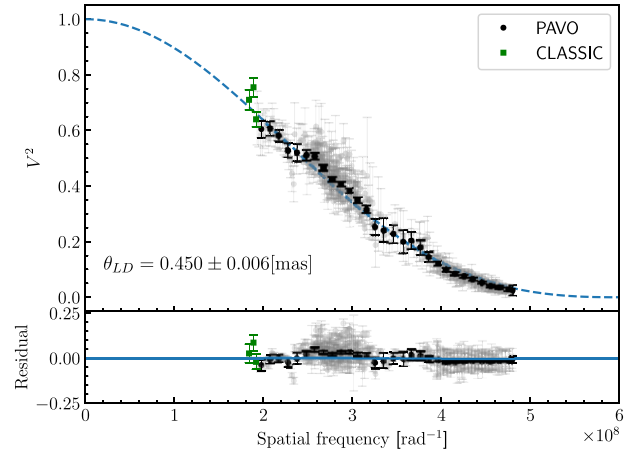 1.0
0.8
0.6
0.4
0.2
0.0
V²
PAVO
CLASSIC
θ_LD = 0.450 ± 0.006[mas]
0.25
0.00
−0.25
Residual
0 1 2 3 4 5 6
×10⁸
Spatial frequency [rad⁻¹]